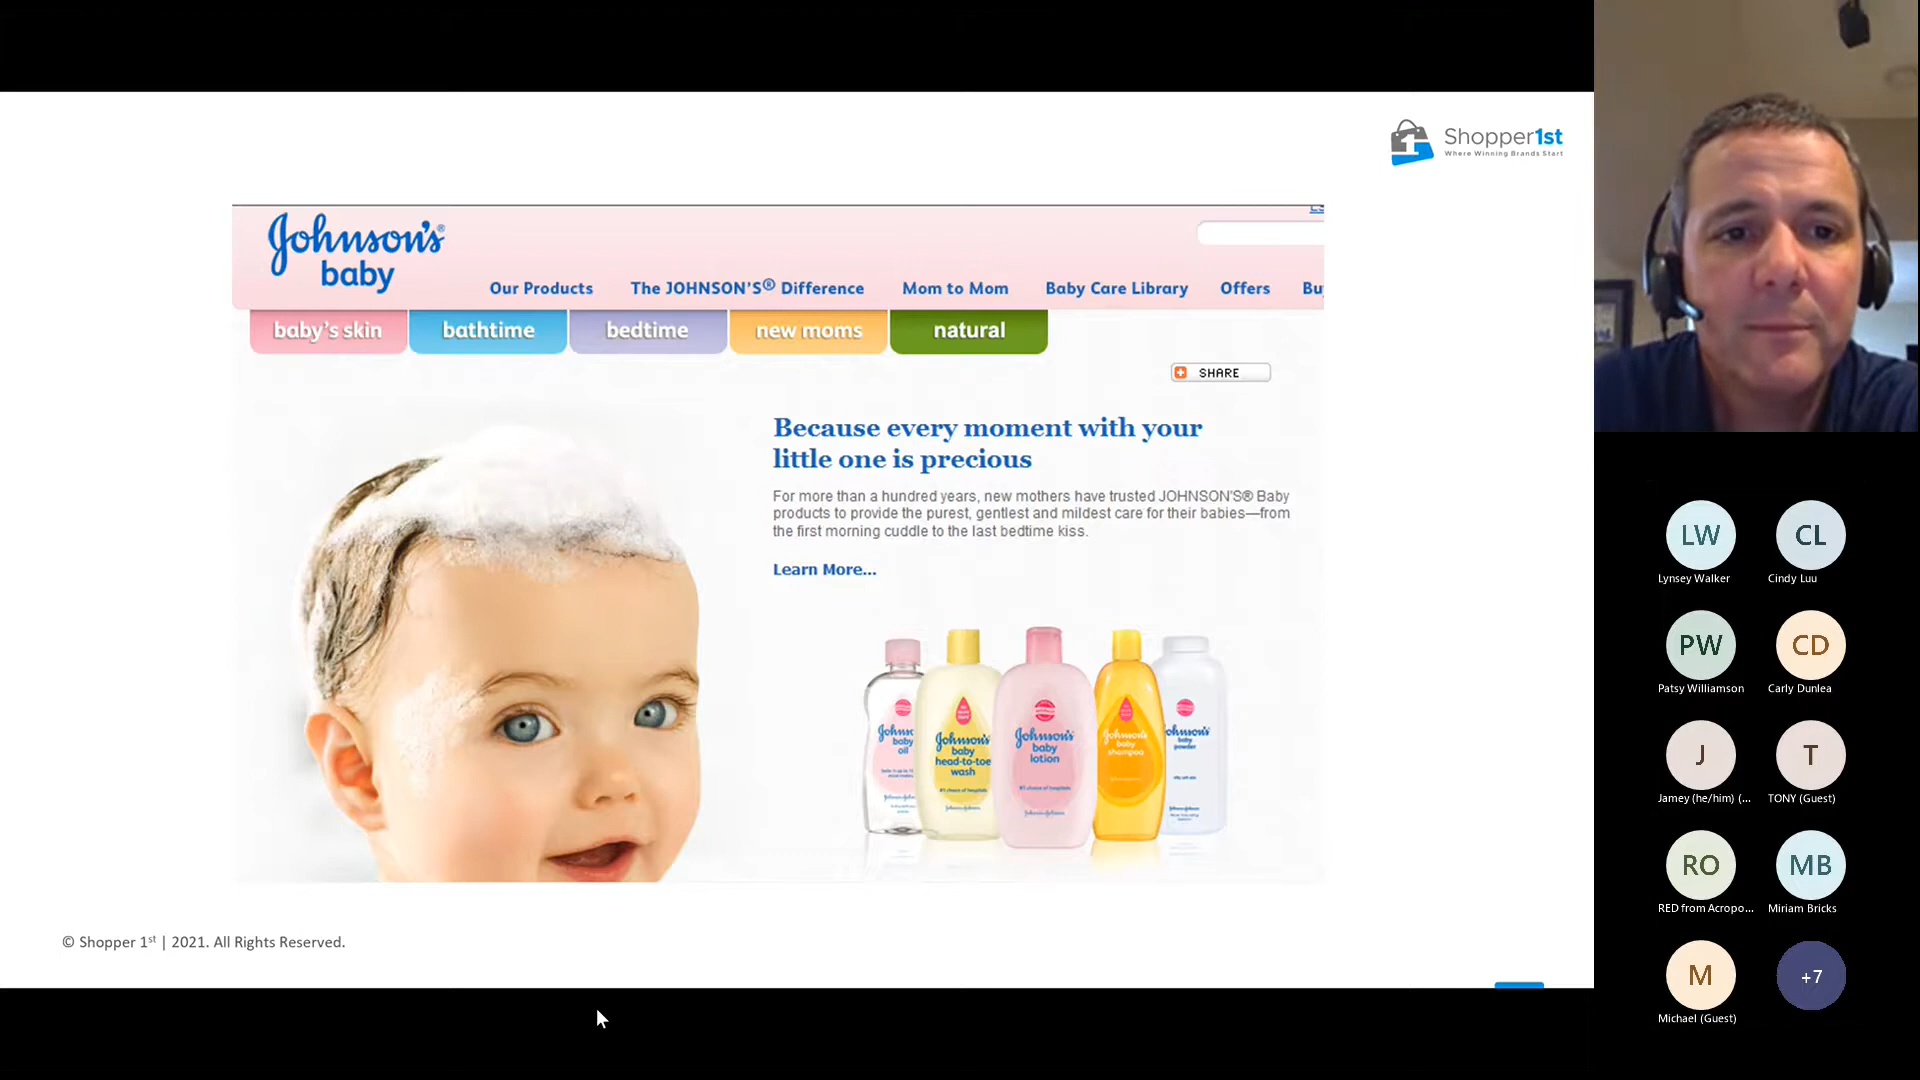 Shopper1st
Where Winning Brands Start
Johnson's®
baby
Our Products The JOHNSON'S® Difference Mom to Mom Baby Care Library Offers
baby's skin bathtime bedtime new moms natural
SHARE
Because every moment with your
little one is precious
For more than a hundred years, new mothers have trusted JOHNSON'S® Baby
products to provide the purest, gentlest and mildest care for their babies—from
the first morning cuddle to the last bedtime kiss.
Learn More...
baby
oil
Johnson's
baby
head-to-toe
wash
Johnson's
baby
lotion
Johnson's
baby
shampoo
baby
powder
© Shopper 1st | 2021. All Rights Reserved.
LW CL
Lynsey Walker Cindy Luu
PW CD
Patsy Williamson Carly Dunlea
J T
Jamey (he/him) (... TONY (Guest)
RO MB
RED from Acropo... Miriam Bricks
M +7
Michael (Guest)